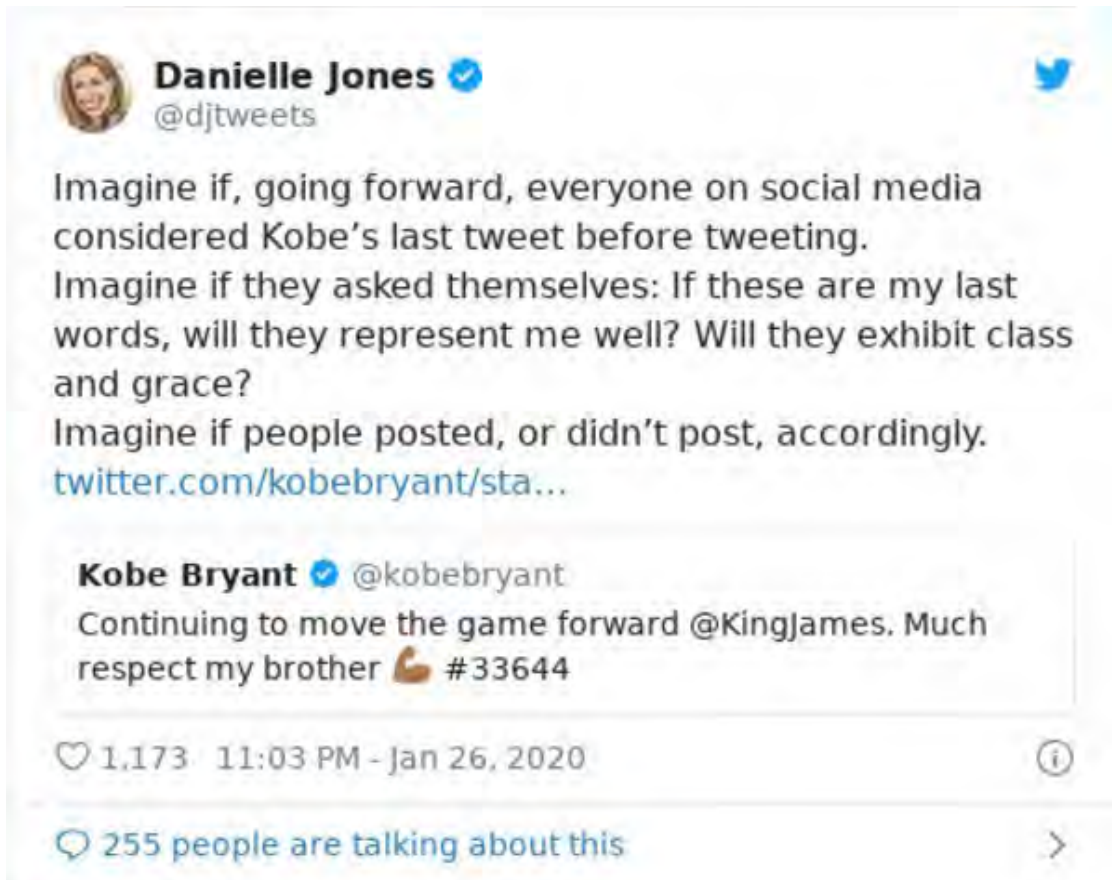 Danielle Jones
@djtweets
Imagine if, going forward, everyone on social media
considered Kobe’s last tweet before tweeting.
Imagine if they asked themselves: If these are my last
words, will they represent me well? Will they exhibit class
and grace?
Imagine if people posted, or didn’t post, accordingly.
twitter.com/kobebryant/sta...
Kobe Bryant @kobebryant
Continuing to move the game forward @KingJames. Much
respect my brother 💪🏾 #33644
1,173 11:03 PM - Jan 26, 2020
255 people are talking about this